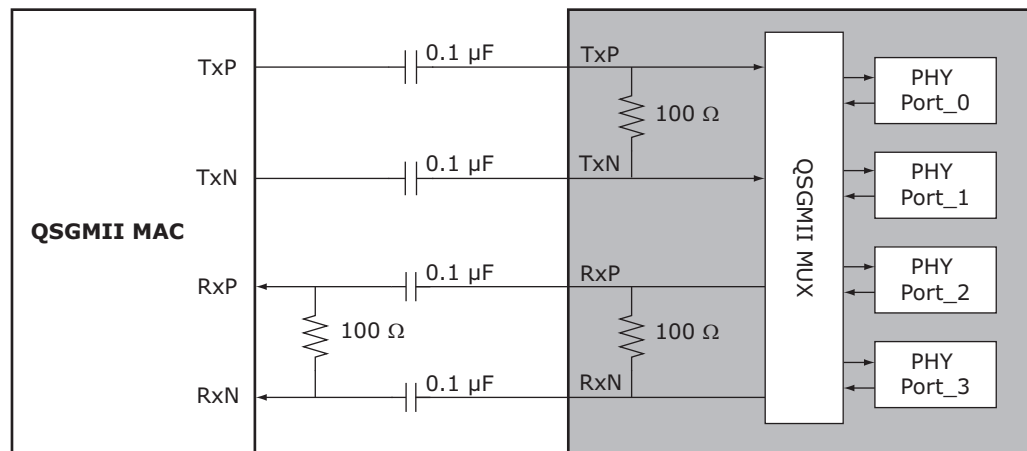 0.1 µF
TxP
TxP
100 Ω
0.1 µF
TxN
TxN
QSGMII MAC
0.1 µF
RxP
RxP
100 Ω
100 Ω
0.1 µF
RxN
RxN
QSGMII MUX
PHY
Port_0
PHY
Port_1
PHY
Port_2
PHY
Port_3